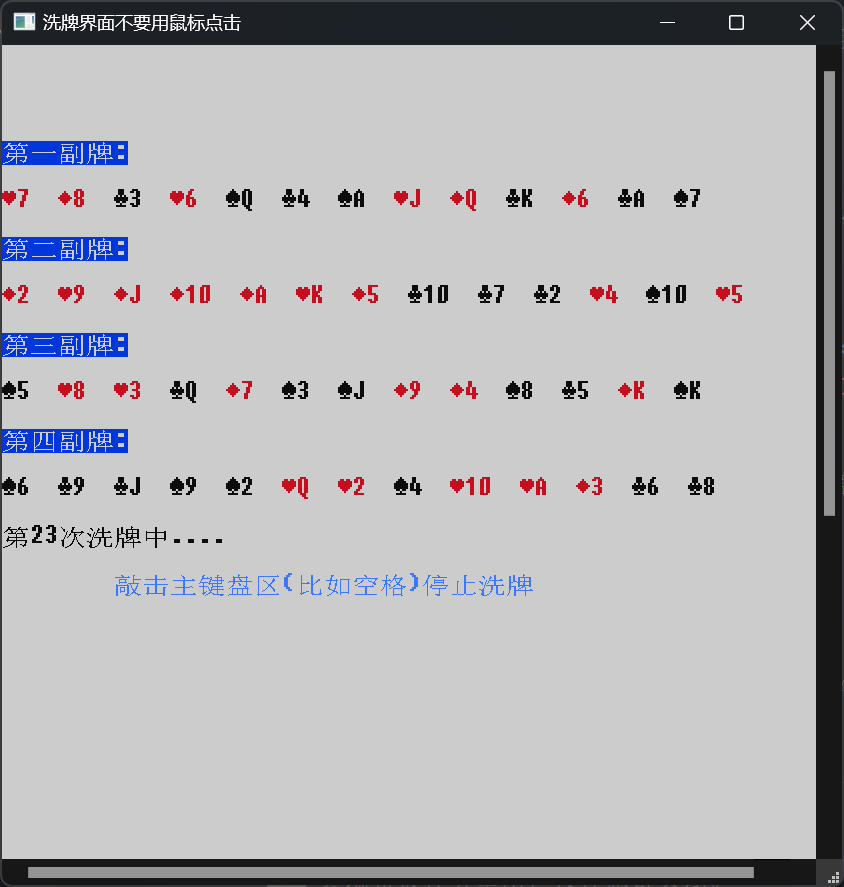 洗牌界面不要用鼠标点击
第一副牌:
♥7 ♦8 ♣3 ♥6 ♠Q ♣4 ♠A ♥J ♦Q ♣K ♦6 ♣A ♠7
第二副牌:
♦2 ♥9 ♦J ♦10 ♦A ♥K ♦5 ♣10 ♣7 ♣2 ♥4 ♠10 ♥5
第三副牌:
♠5 ♥8 ♥3 ♣Q ♦7 ♠3 ♠J ♦9 ♦4 ♠8 ♣5 ♦K ♠K
第四副牌:
♠6 ♣9 ♣J ♠9 ♠2 ♥Q ♥2 ♠4 ♥10 ♥A ♦3 ♣6 ♣8
第23次洗牌中----
敲击主键盘区(比如空格)停止洗牌